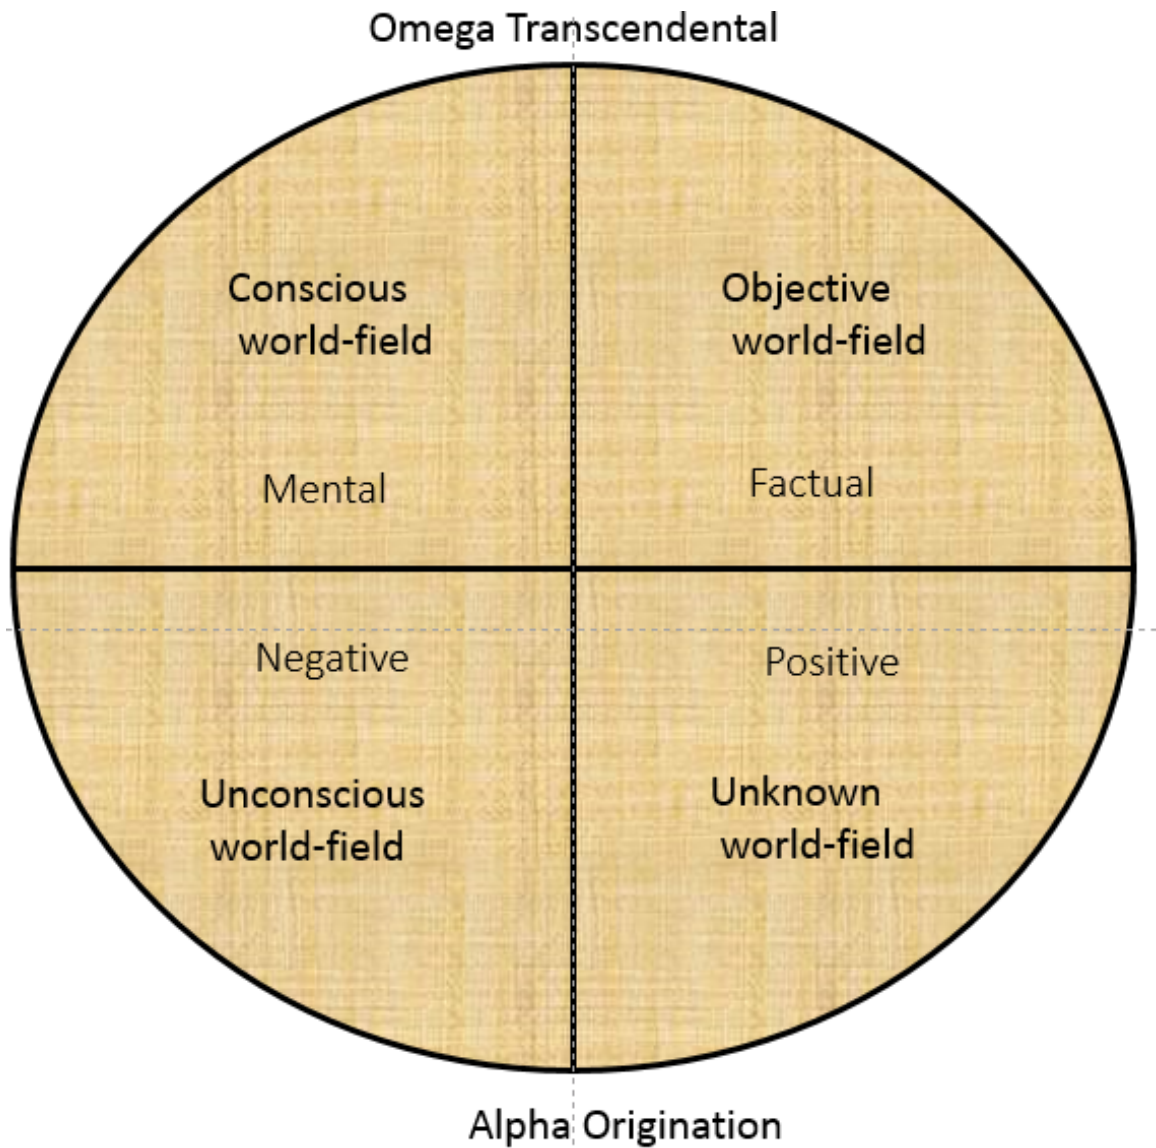 Omega Transcendental
Conscious
world-field
Objective
world-field
Mental
Factual
Negative
Positive
Unconscious
world-field
Unknown
world-field
Alpha Origination